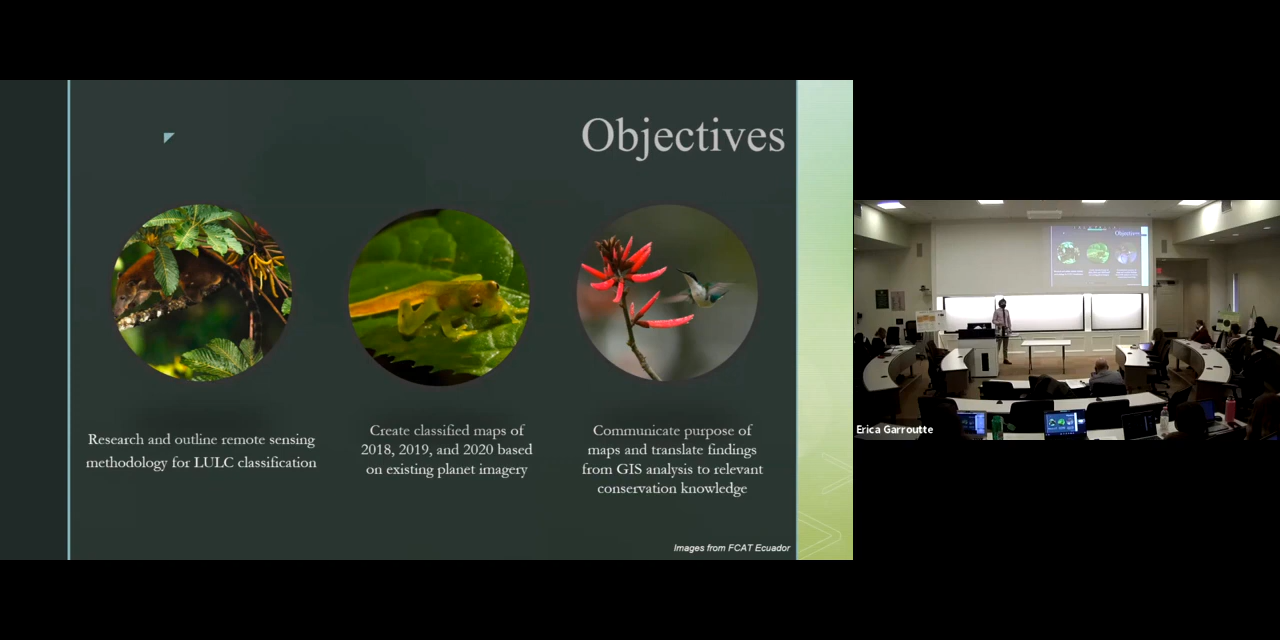 Objectives
Research and outline remote sensing
methodology for LULC classification
Create classified maps of
2018, 2019, and 2020 based
on existing planet imagery
Communicate purpose of
maps and translate findings
from GIS analysis to relevant
conservation knowledge
Images from FCAT Ecuador
Objectives
Erica Garroutte